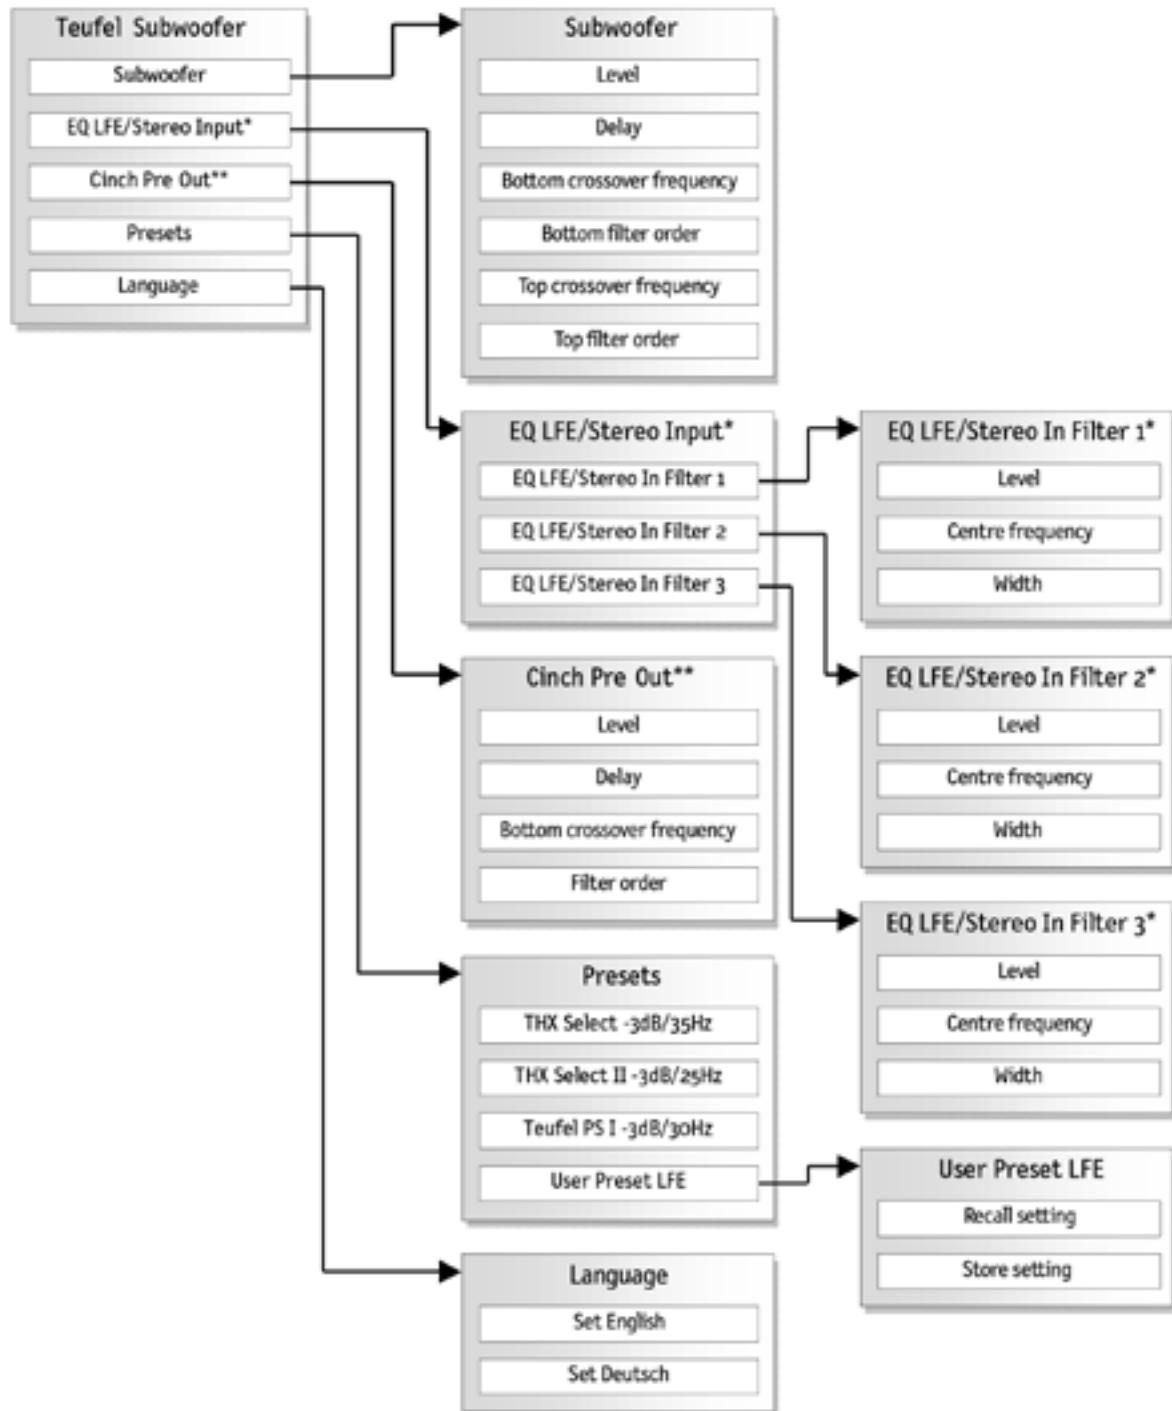 Teufel Subwoofer
Subwoofer
EQ LFE/Stereo Input*
Cinch Pre Out**
Presets
Language
Subwoofer
Level
Delay
Bottom crossover frequency
Bottom filter order
Top crossover frequency
Top filter order
EQ LFE/Stereo Input*
EQ LFE/Stereo In Filter 1
EQ LFE/Stereo In Filter 2
EQ LFE/Stereo In Filter 3
EQ LFE/Stereo In Filter 1*
Level
Centre frequency
Width
EQ LFE/Stereo In Filter 2*
Level
Centre frequency
Width
EQ LFE/Stereo In Filter 3*
Level
Centre frequency
Width
Cinch Pre Out**
Level
Delay
Bottom crossover frequency
Filter order
Presets
THX Select -3dB/35Hz
THX Select II -3dB/25Hz
Teufel PS I -3dB/30Hz
User Preset LFE
User Preset LFE
Recall setting
Store setting
Language
Set English
Set Deutsch